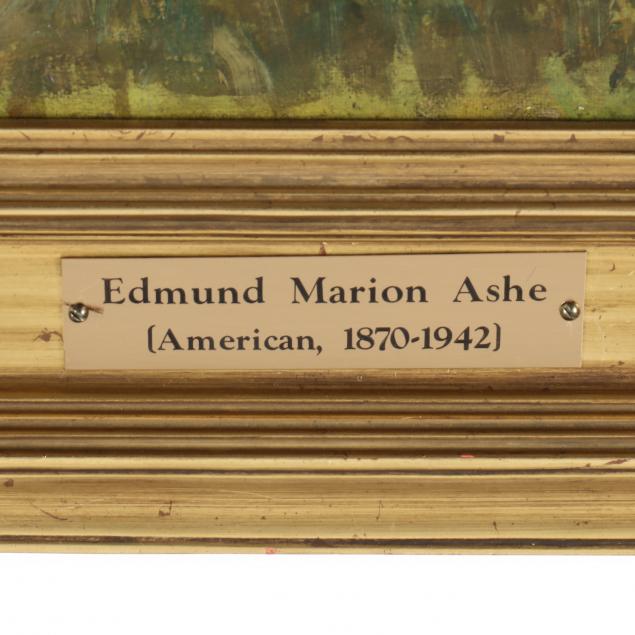 Edmund Marion Ashe
(American, 1870-1942)